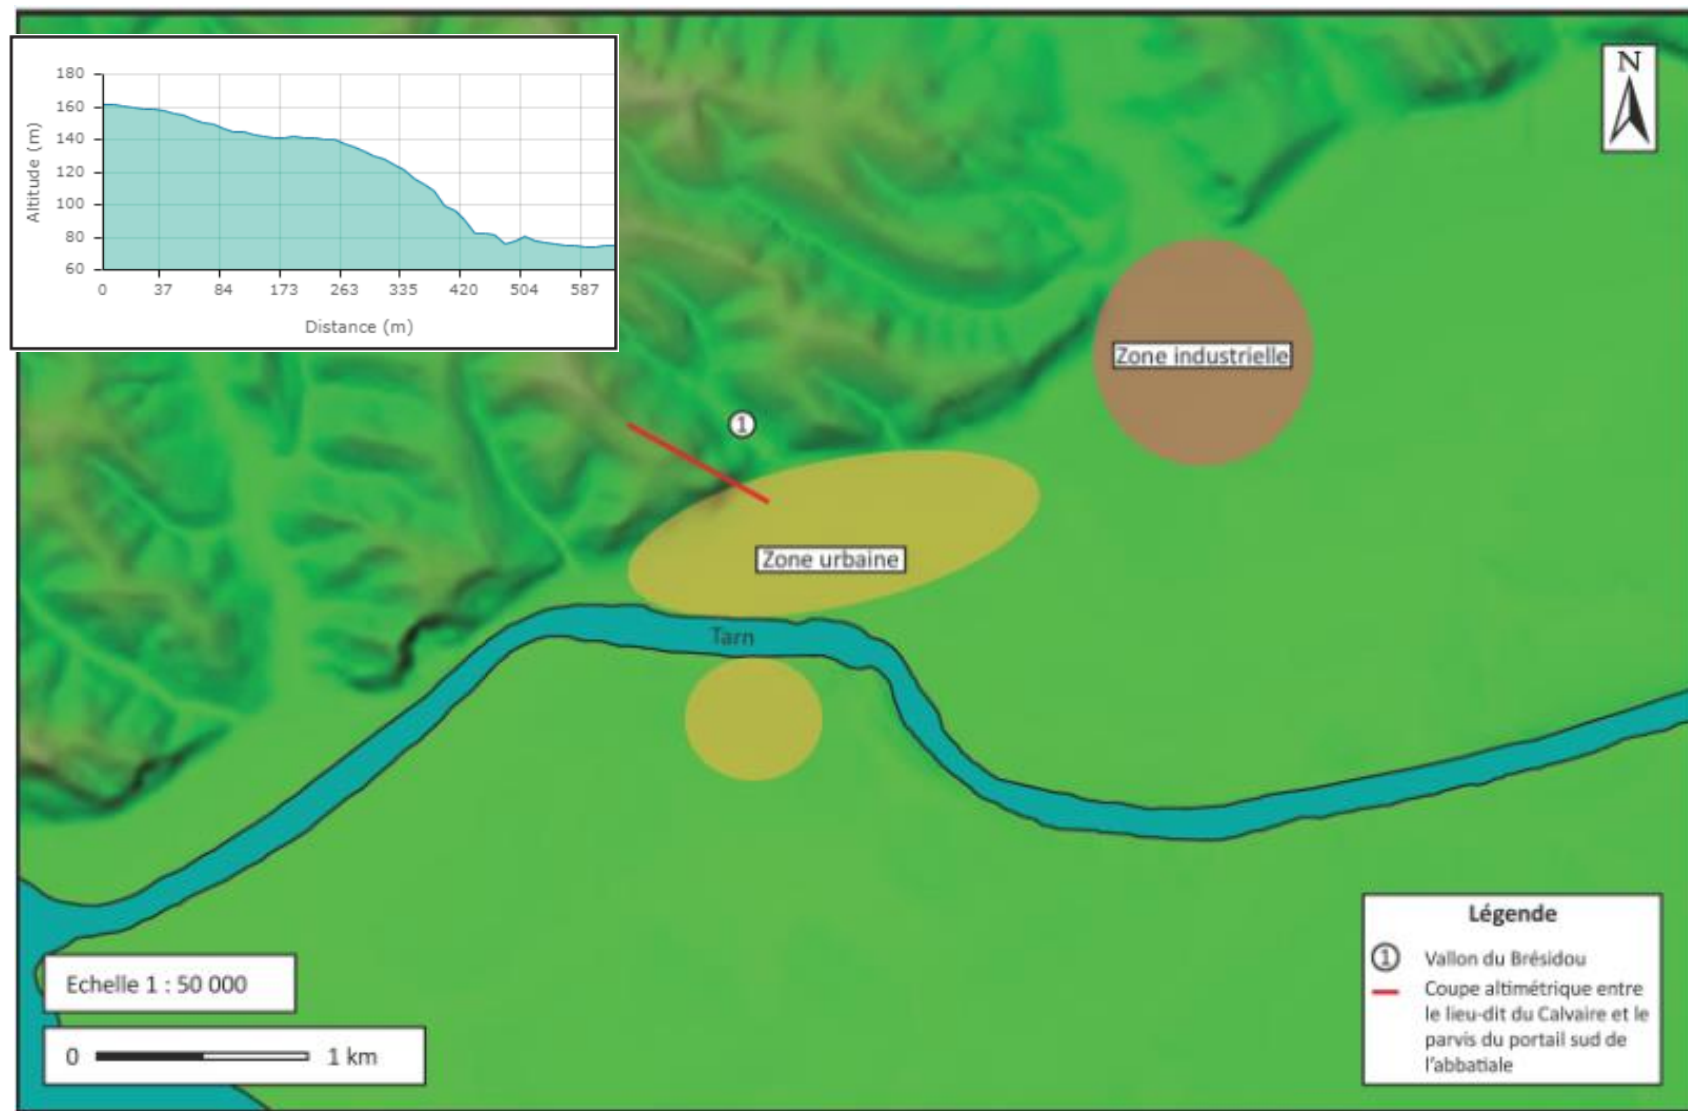 180
160
140
120
100
80
60
Altitude (m)
0 37 84 173 263 335 420 504 587
Distance (m)
N
1
Zone industrielle
Zone urbaine
Tarn
Echelle 1 : 50 000
0 1 km
Légende
1 Vallon du Brésidou
Coupe altimétrique entre
le lieu-dit du Calvaire et le
parvis du portail sud de
l'abbatiale